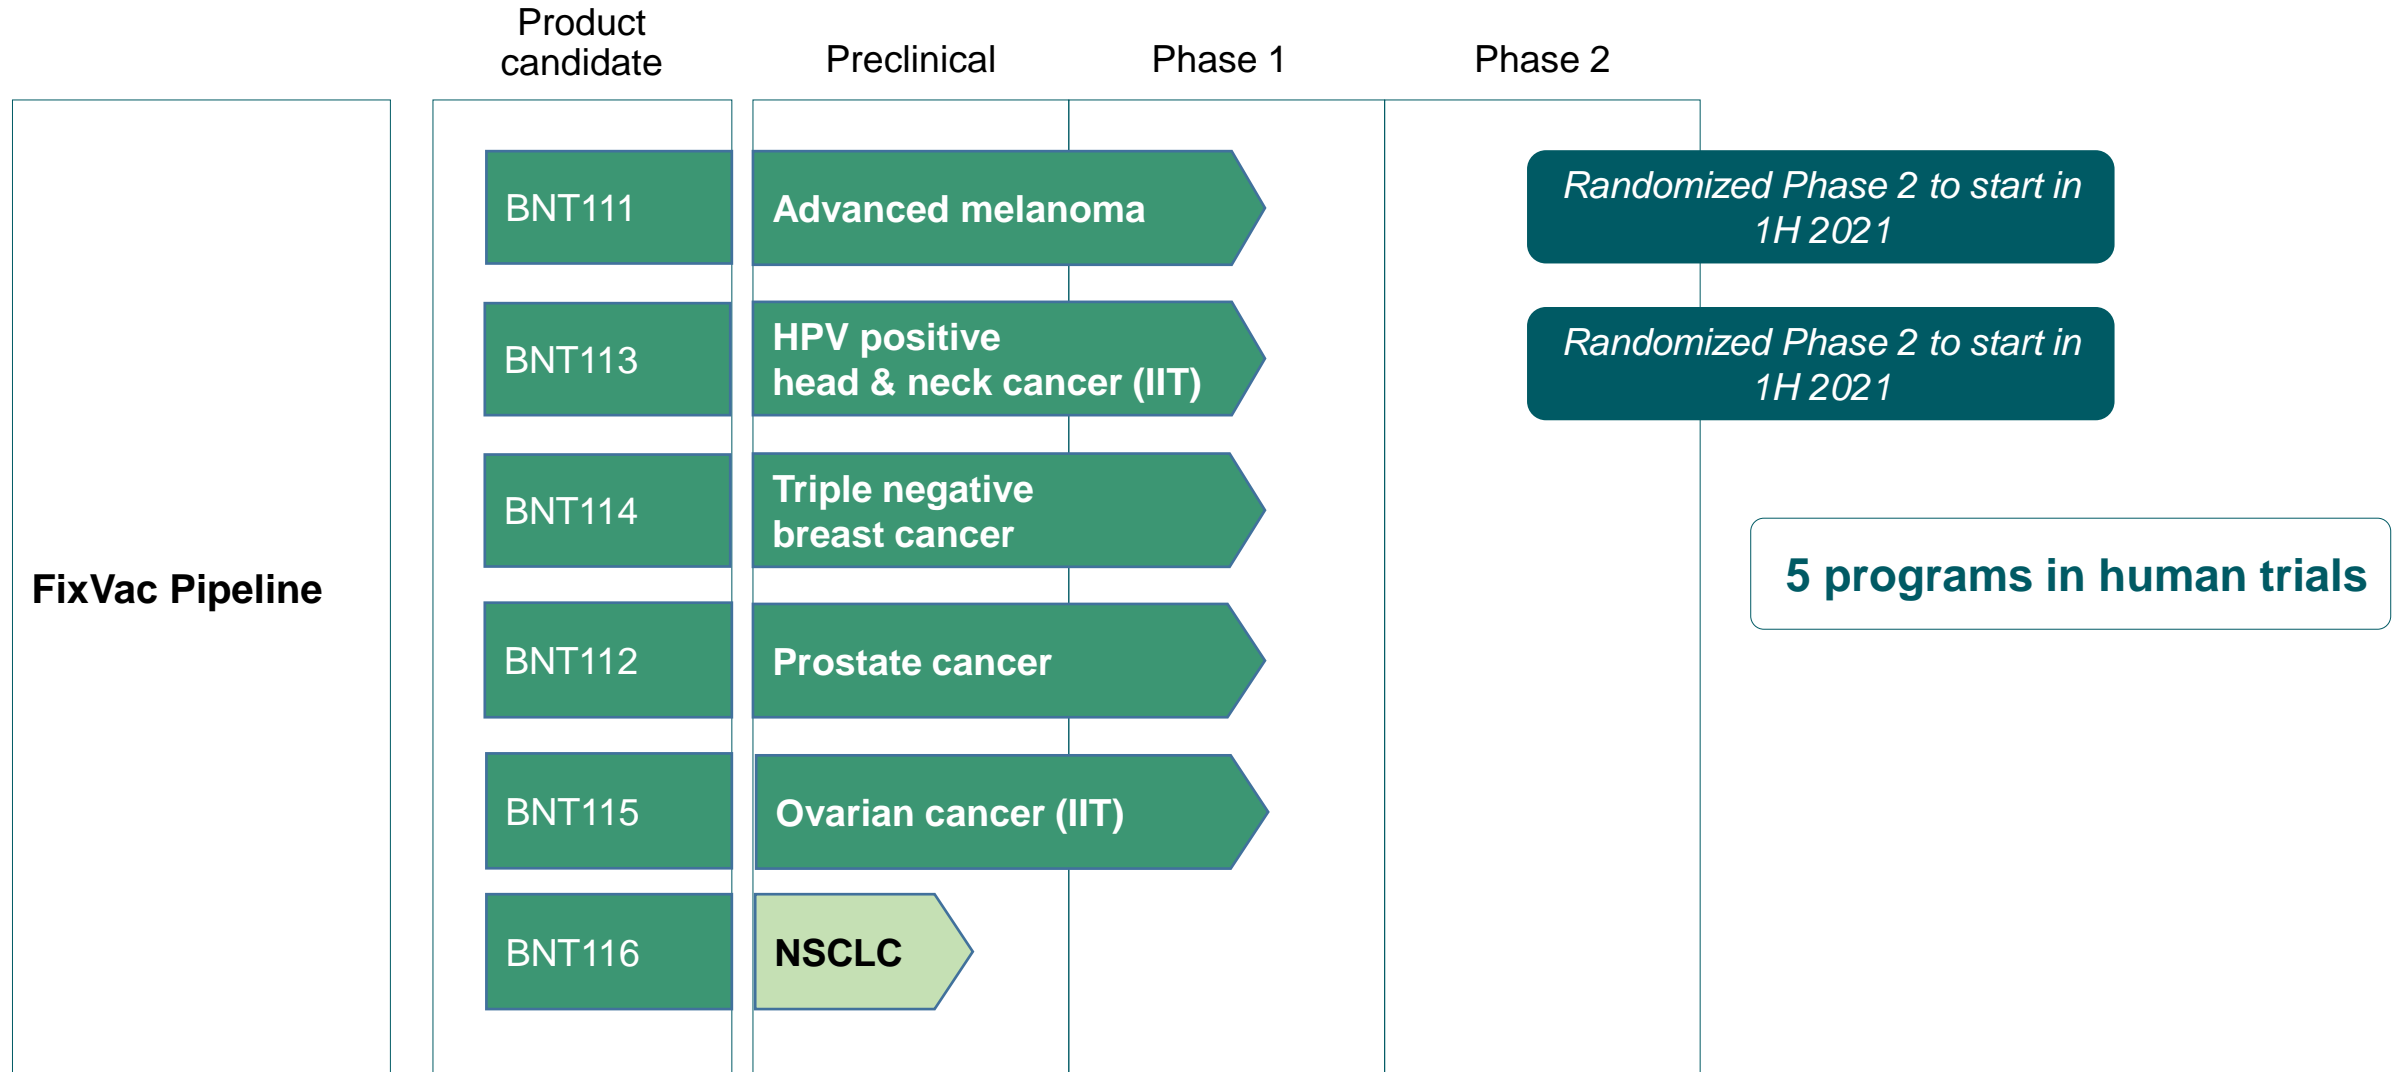 Product
candidate
Preclinical
Phase 1
Phase 2
FixVac Pipeline
BNT111
Advanced melanoma
Randomized Phase 2 to start in
1H 2021
BNT113
HPV positive
head & neck cancer (IIT)
Randomized Phase 2 to start in
1H 2021
BNT114
Triple negative
breast cancer
5 programs in human trials
BNT112
Prostate cancer
BNT115
Ovarian cancer (IIT)
BNT116
NSCLC